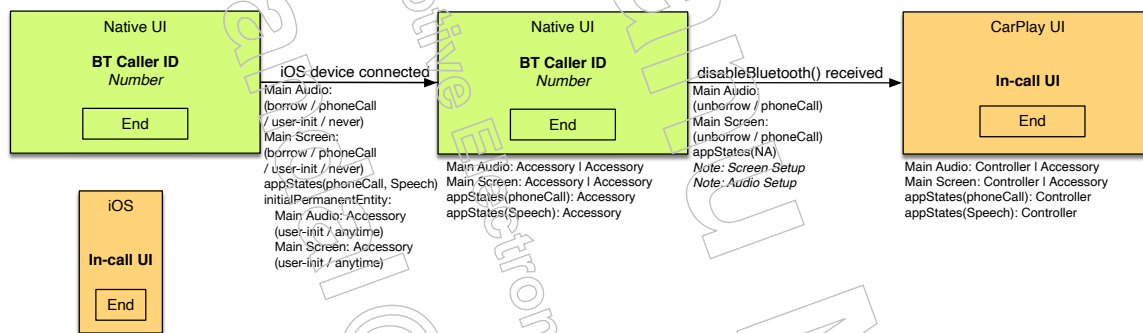 Native UI
BT Caller ID
Number
End
iOS device connected
Main Audio:
(borrow / phoneCall
/ user-init / never)
Main Screen:
(borrow / phoneCall
/ user-init / never)
appStates(phoneCall, Speech)
initialPermanentEntity:
Main Audio: Accessory
(user-init / anytime)
Main Screen: Accessory
(user-init / anytime)
Native UI
BT Caller ID
Number
End
Main Audio: Accessory | Accessory
Main Screen: Accessory | Accessory
appStates(phoneCall): Accessory
appStates(Speech): Accessory
disableBluetooth() received
Main Audio:
(unborrow / phoneCall)
Main Screen:
(unborrow / phoneCall)
appStates(NA)
Note: Screen Setup
Note: Audio Setup
CarPlay UI
In-call UI
End
Main Audio: Controller | Accessory
Main Screen: Controller | Accessory
appStates(phoneCall): Controller
appStates(Speech): Controller
iOS
In-call UI
End